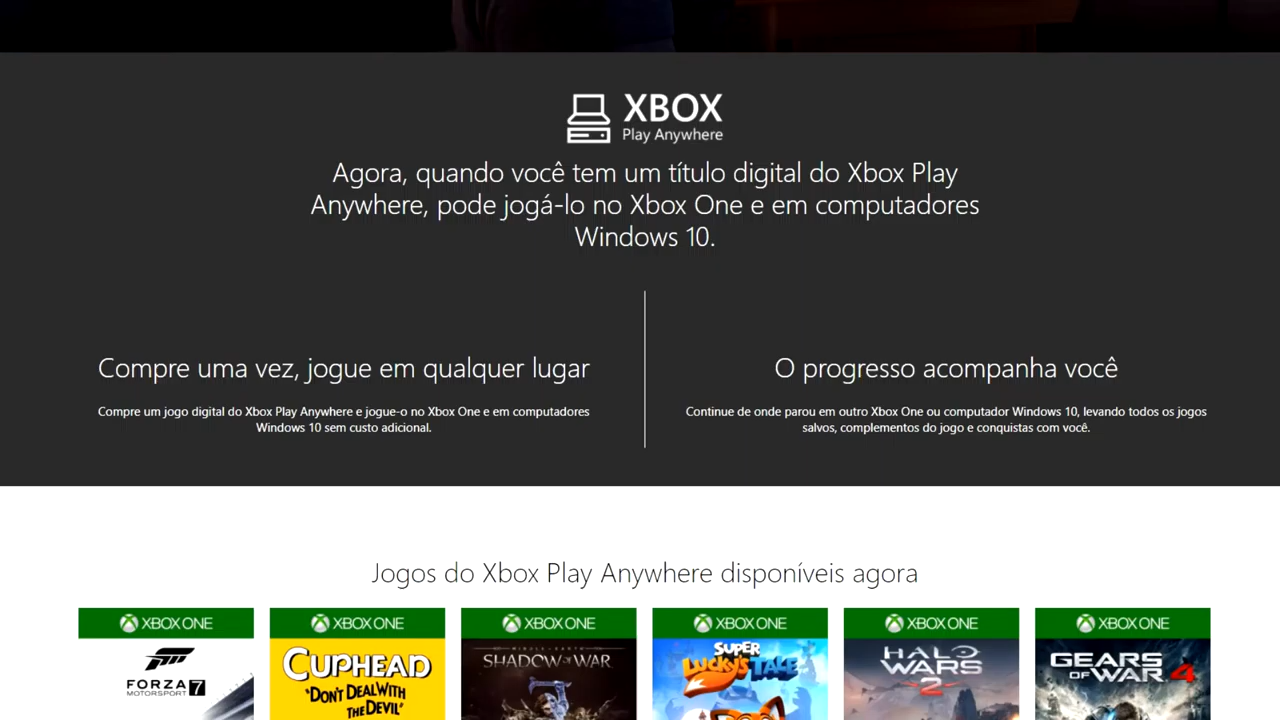 XBOX
Play Anywhere
Agora, quando você tem um título digital do Xbox Play
Anywhere, pode jogá-lo no Xbox One e em computadores
Windows 10.
Compre uma vez, jogue em qualquer lugar
Compre um jogo digital do Xbox Play Anywhere e jogue-o no Xbox One e em computadores
Windows 10 sem custo adicional.
O progresso acompanha você
Continue de onde parou em outro Xbox One ou computador Windows 10, levando todos os jogos
salvos, complementos do jogo e conquistas com você.
Jogos do Xbox Play Anywhere disponíveis agora
XBOX ONE
FORZA
MOTORSPORT 7
XBOX ONE
CUPHEAD
"DON'T DEAL WITH
THE DEVIL"
XBOX ONE
MIDDLE-EARTH
SHADOW OF WAR
XBOX ONE
SUPER
LUCKY'S TALE
XBOX ONE
HALO
WARS
2
XBOX ONE
GEARS
OF WAR 4